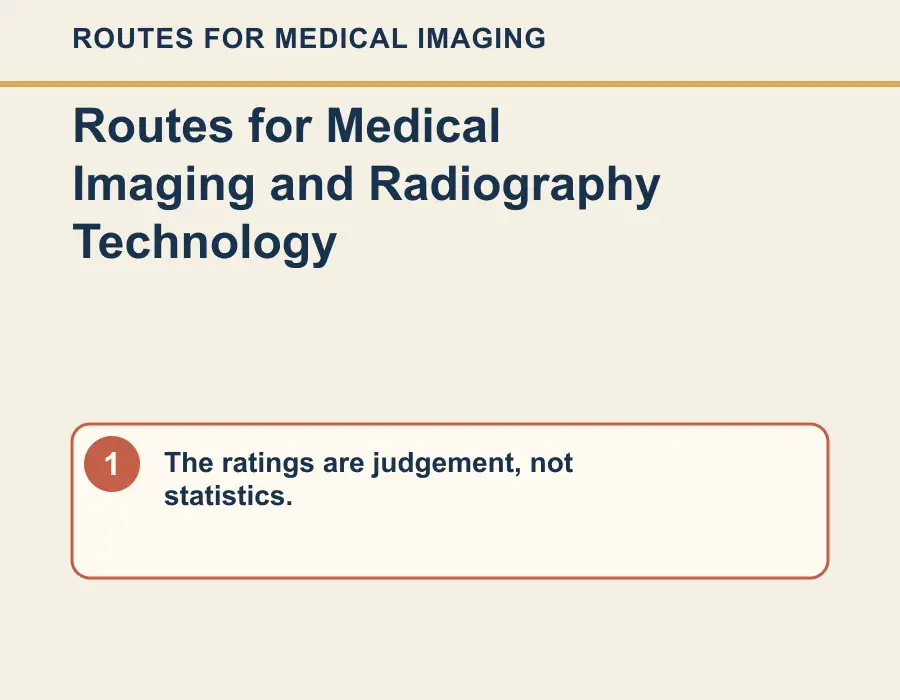 ROUTES FOR MEDICAL IMAGING
Routes for Medical
Imaging and Radiography
Technology
1
The ratings are judgement, not
statistics.